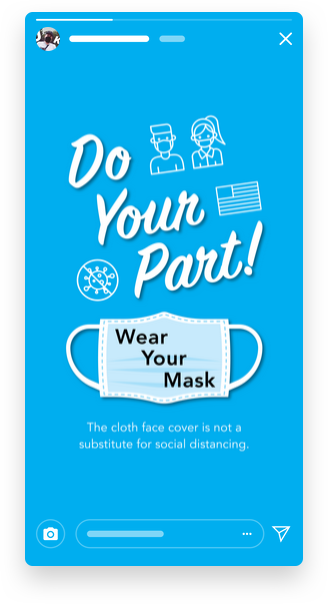 Do
Your
Part!
Wear
Your
Mask
The cloth face cover is not a
substitute for social distancing.